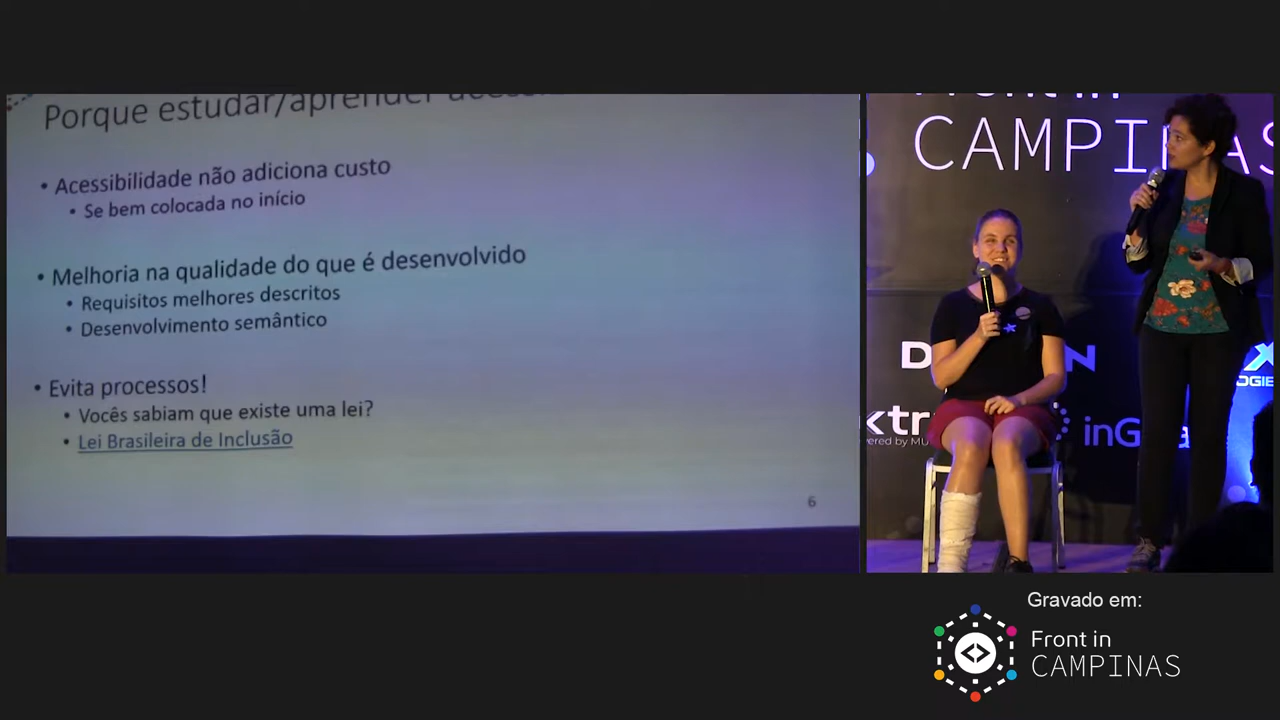 Porque estudar/aprender
• Acessibilidade não adiciona custo
• Se bem colocada no início
• Melhoria na qualidade do que é desenvolvido
• Requisitos melhores descritos
• Desenvolvimento semântico
• Evita processos!
• Vocês sabiam que existe uma lei?
• Lei Brasileira de Inclusão
6
Front in
CAMPINAS
inG
Gravado em:
Front in
CAMPINAS